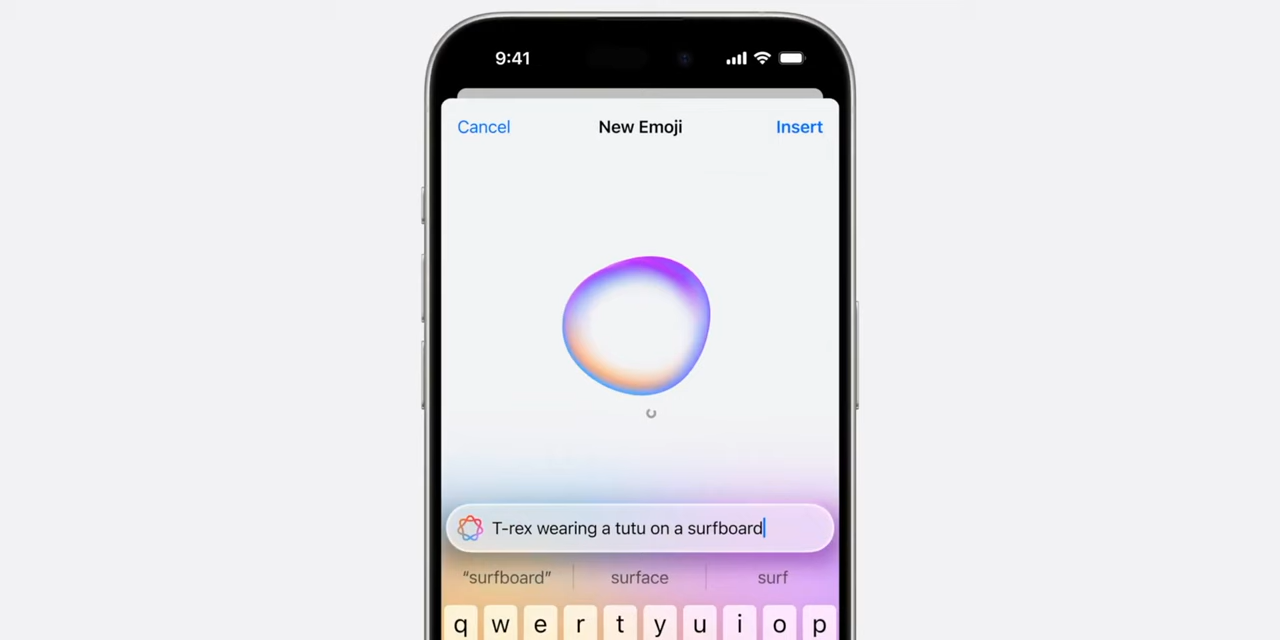 9:41
Cancel New Emoji Insert
T-rex wearing a tutu on a surfboard
“surfboard” surface surf
q w e r t y u i o p